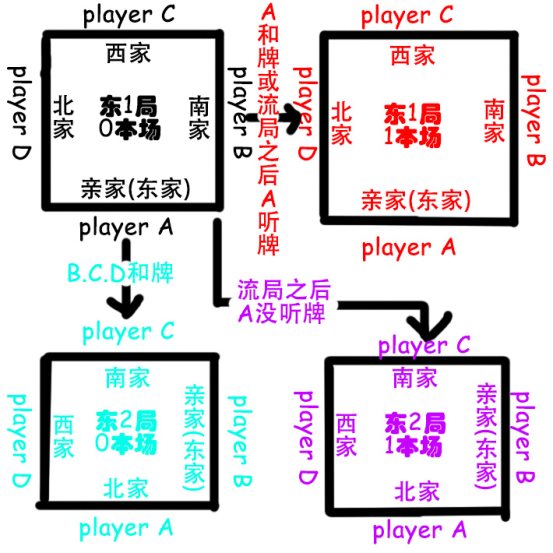 player C
西家
player D
北家
东1局
0本场
南家
player B
亲家(东家)
player A
A和牌或流局之后A听牌
player C
西家
player D
北家
东1局
1本场
南家
player B
亲家(东家)
player A
B.C.D和牌
流局之后
A没听牌
player C
南家
player D
西家
东2局
0本场
亲家(东家)
player B
北家
player A
player C
南家
player D
西家
东2局
1本场
亲家(东家)
player B
北家
player A